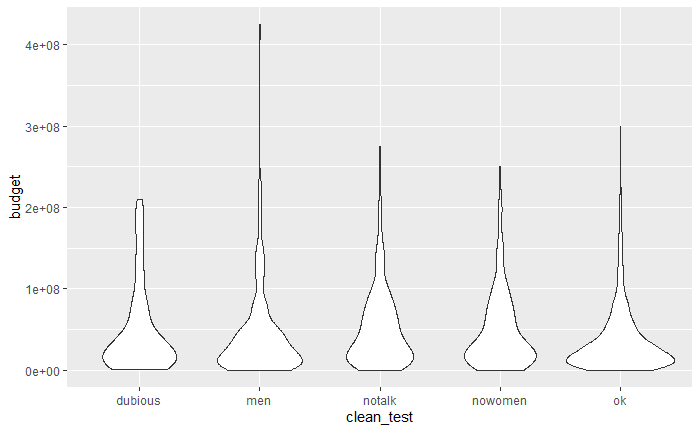 4e+08
3e+08
2e+08
1e+08
0e+00
budget
dubious men notalk nowomen ok
clean_test